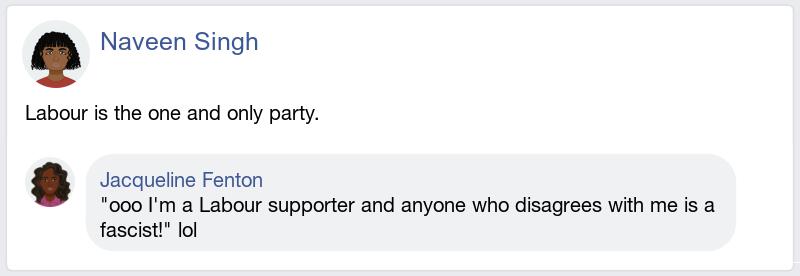 Naveen Singh
Labour is the one and only party.
Jacqueline Fenton
"ooo I'm a Labour supporter and anyone who disagrees with me is a
fascist!" lol